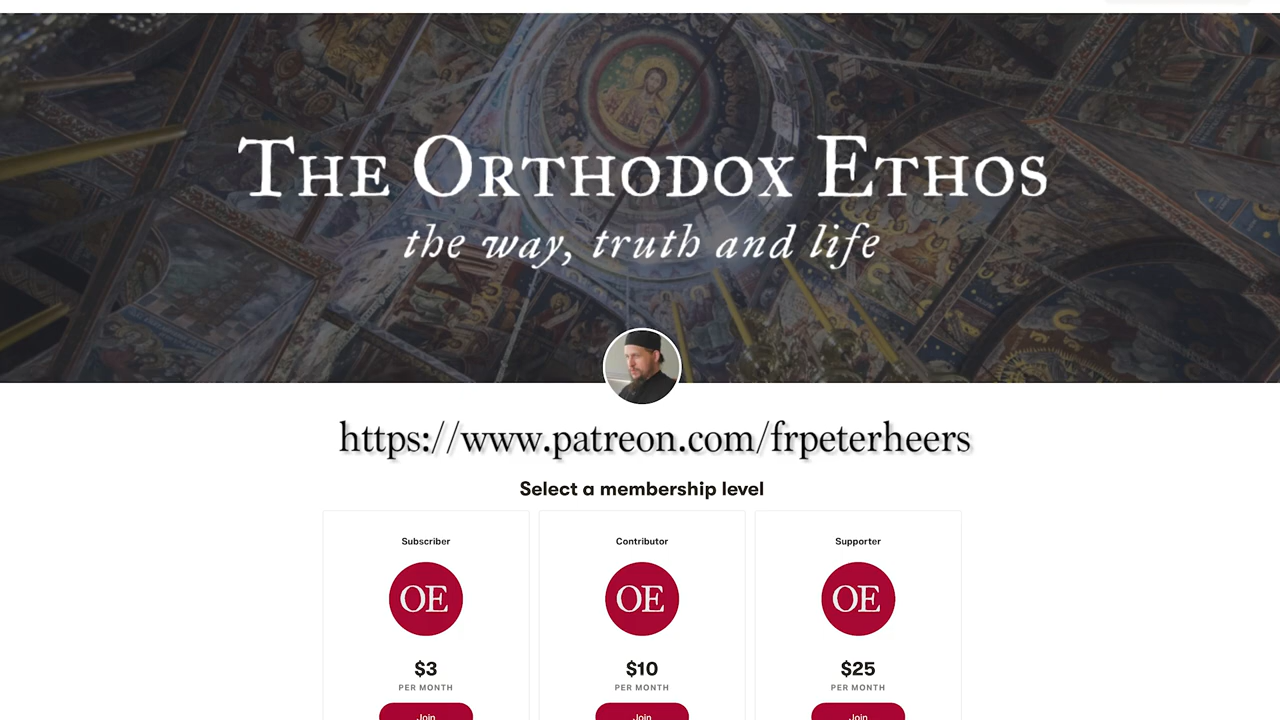 The Orthodox Ethos
the way, truth and life
https://www.patreon.com/frpeterheers
Select a membership level
Subscriber
Contributor
Supporter
OE
OE
OE
$3
$10
$25
PER MONTH
PER MONTH
PER MONTH
Join
Join
Join